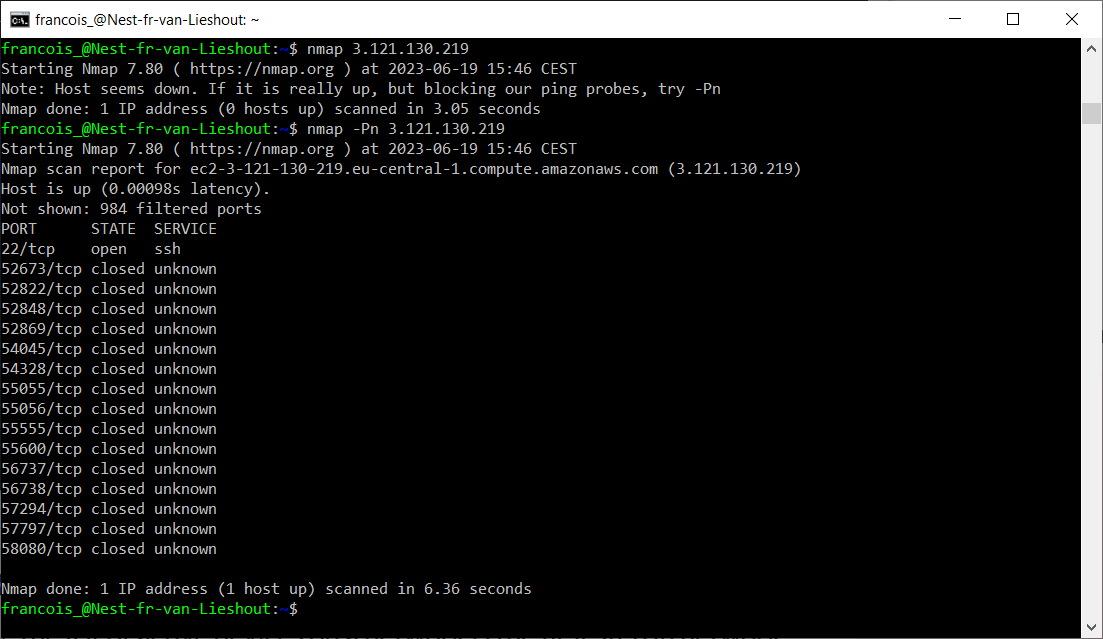 francois_@Nest-fr-van-Lieshout: ~
francois_@Nest-fr-van-Lieshout:~$ nmap 3.121.130.219
Starting Nmap 7.80 ( https://nmap.org ) at 2023-06-19 15:46 CEST
Note: Host seems down. If it is really up, but blocking our ping probes, try -Pn
Nmap done: 1 IP address (0 hosts up) scanned in 3.05 seconds
francois_@Nest-fr-van-Lieshout:~$ nmap -Pn 3.121.130.219
Starting Nmap 7.80 ( https://nmap.org ) at 2023-06-19 15:46 CEST
Nmap scan report for ec2-3-121-130-219.eu-central-1.compute.amazonaws.com (3.121.130.219)
Host is up (0.00098s latency).
Not shown: 984 filtered ports
PORT      STATE  SERVICE
22/tcp    open   ssh
52673/tcp closed unknown
52822/tcp closed unknown
52848/tcp closed unknown
52869/tcp closed unknown
54045/tcp closed unknown
54328/tcp closed unknown
55055/tcp closed unknown
55056/tcp closed unknown
55555/tcp closed unknown
55600/tcp closed unknown
56737/tcp closed unknown
56738/tcp closed unknown
57294/tcp closed unknown
57797/tcp closed unknown
58080/tcp closed unknown
Nmap done: 1 IP address (1 host up) scanned in 6.36 seconds
francois_@Nest-fr-van-Lieshout:~$